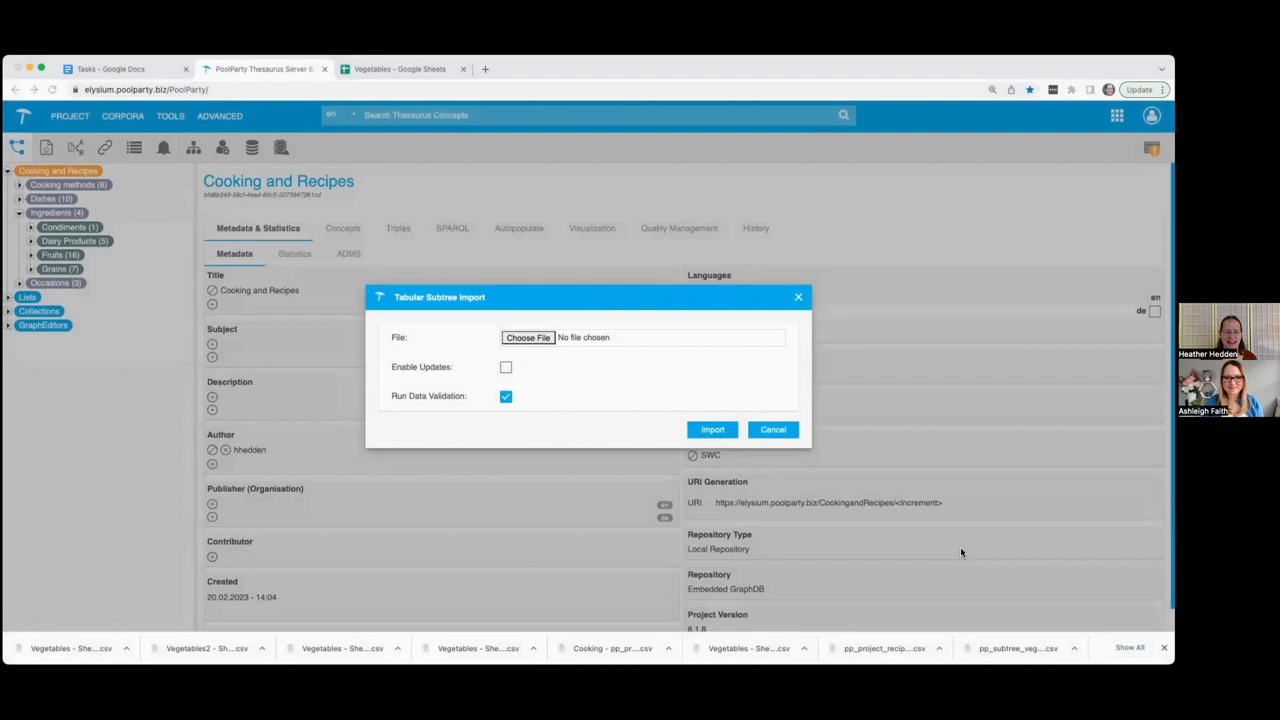 Tasks - Google Docs
PoolParty Thesaurus Server 8.
Vegetables - Google Sheets
elysium.poolparty.biz/PoolParty/
Update
PROJECT
CORPORA
TOOLS
ADVANCED
en
Search Thesaurus Concepts
Cooking and Recipes
Cooking methods (6)
Dishes (10)
Ingredients (4)
Condiments (1)
Dairy Products (5)
Fruits (16)
Grains (7)
Occasions (3)
Lists
Collections
GraphEditors
Cooking and Recipes
Metadata & Statistics
Concepts
Triples
SPARQL
Autopopulate
Visualization
Quality Management
History
Metadata
Statistics
ADMS
Title
Cooking and Recipes
Subject
Description
Author
hhedden
Publisher (Organisation)
en
de
Contributor
Created
20.02.2023 - 14:04
Languages
en
de
SWC
URI Generation
URI https://elysium.poolparty.biz/CookingandRecipes/<Increment>
Repository Type
Local Repository
Repository
Embedded GraphDB
Project Version
8.1.8
Tabular Subtree Import
File:
Choose File No file chosen
Enable Updates:
Run Data Validation:
Import
Cancel
Heather Hedden
Ashleigh Faith
Vegetables - She....csv
Vegetables2 - Sh....csv
Vegetables - She....csv
Vegetables - She....csv
Cooking - pp_pr....csv
Vegetables - She....csv
pp_project_recip....csv
pp_subtree_veg....csv
Show All